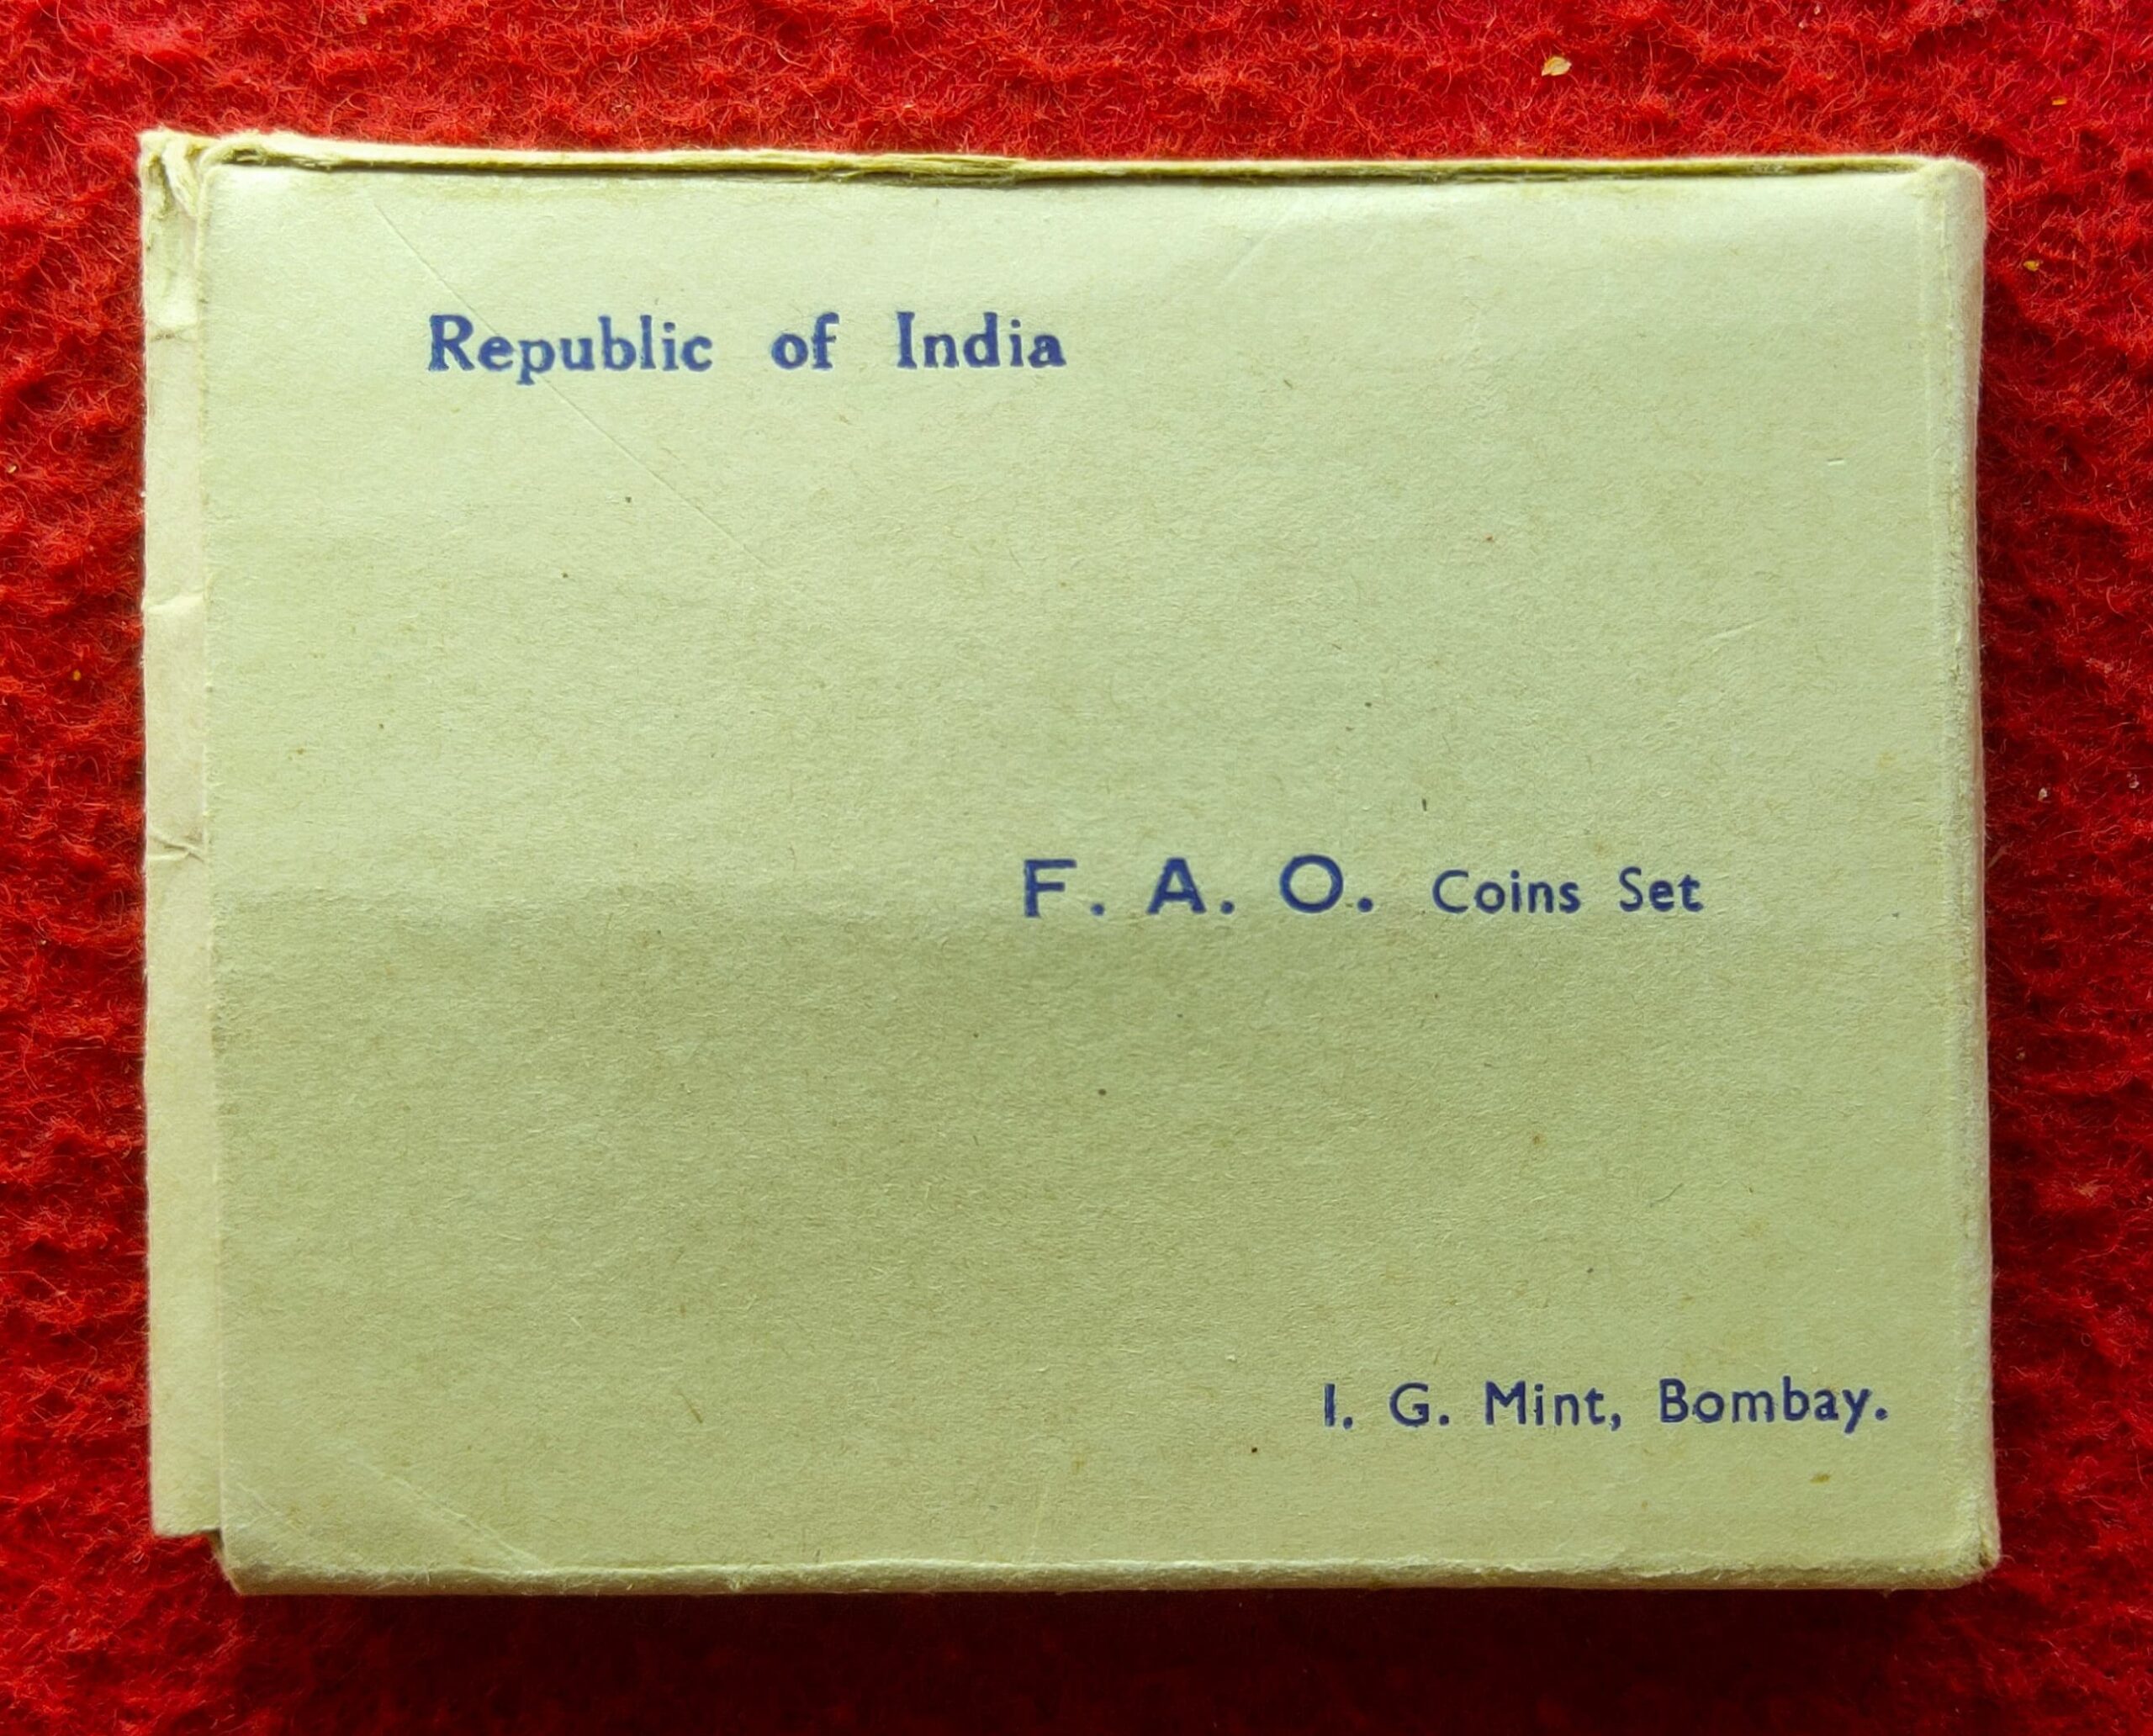 Republic of India
F. A. O. Coins Set
I. G. Mint, Bombay.